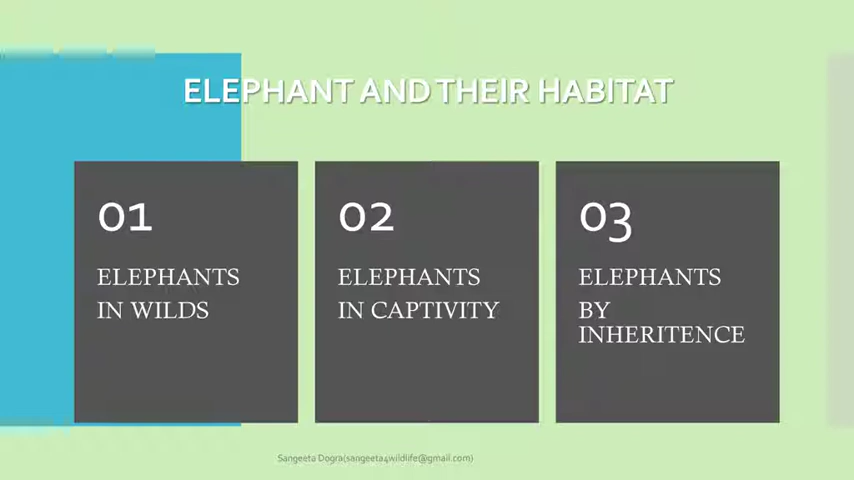 ELEPHANT AND THEIR HABITAT
01
ELEPHANTS
IN WILDS
02
ELEPHANTS
IN CAPTIVITY
03
ELEPHANTS
BY
INHERITENCE
Sangeeta Dogra(sangeeta4wildlife@gmail.com)